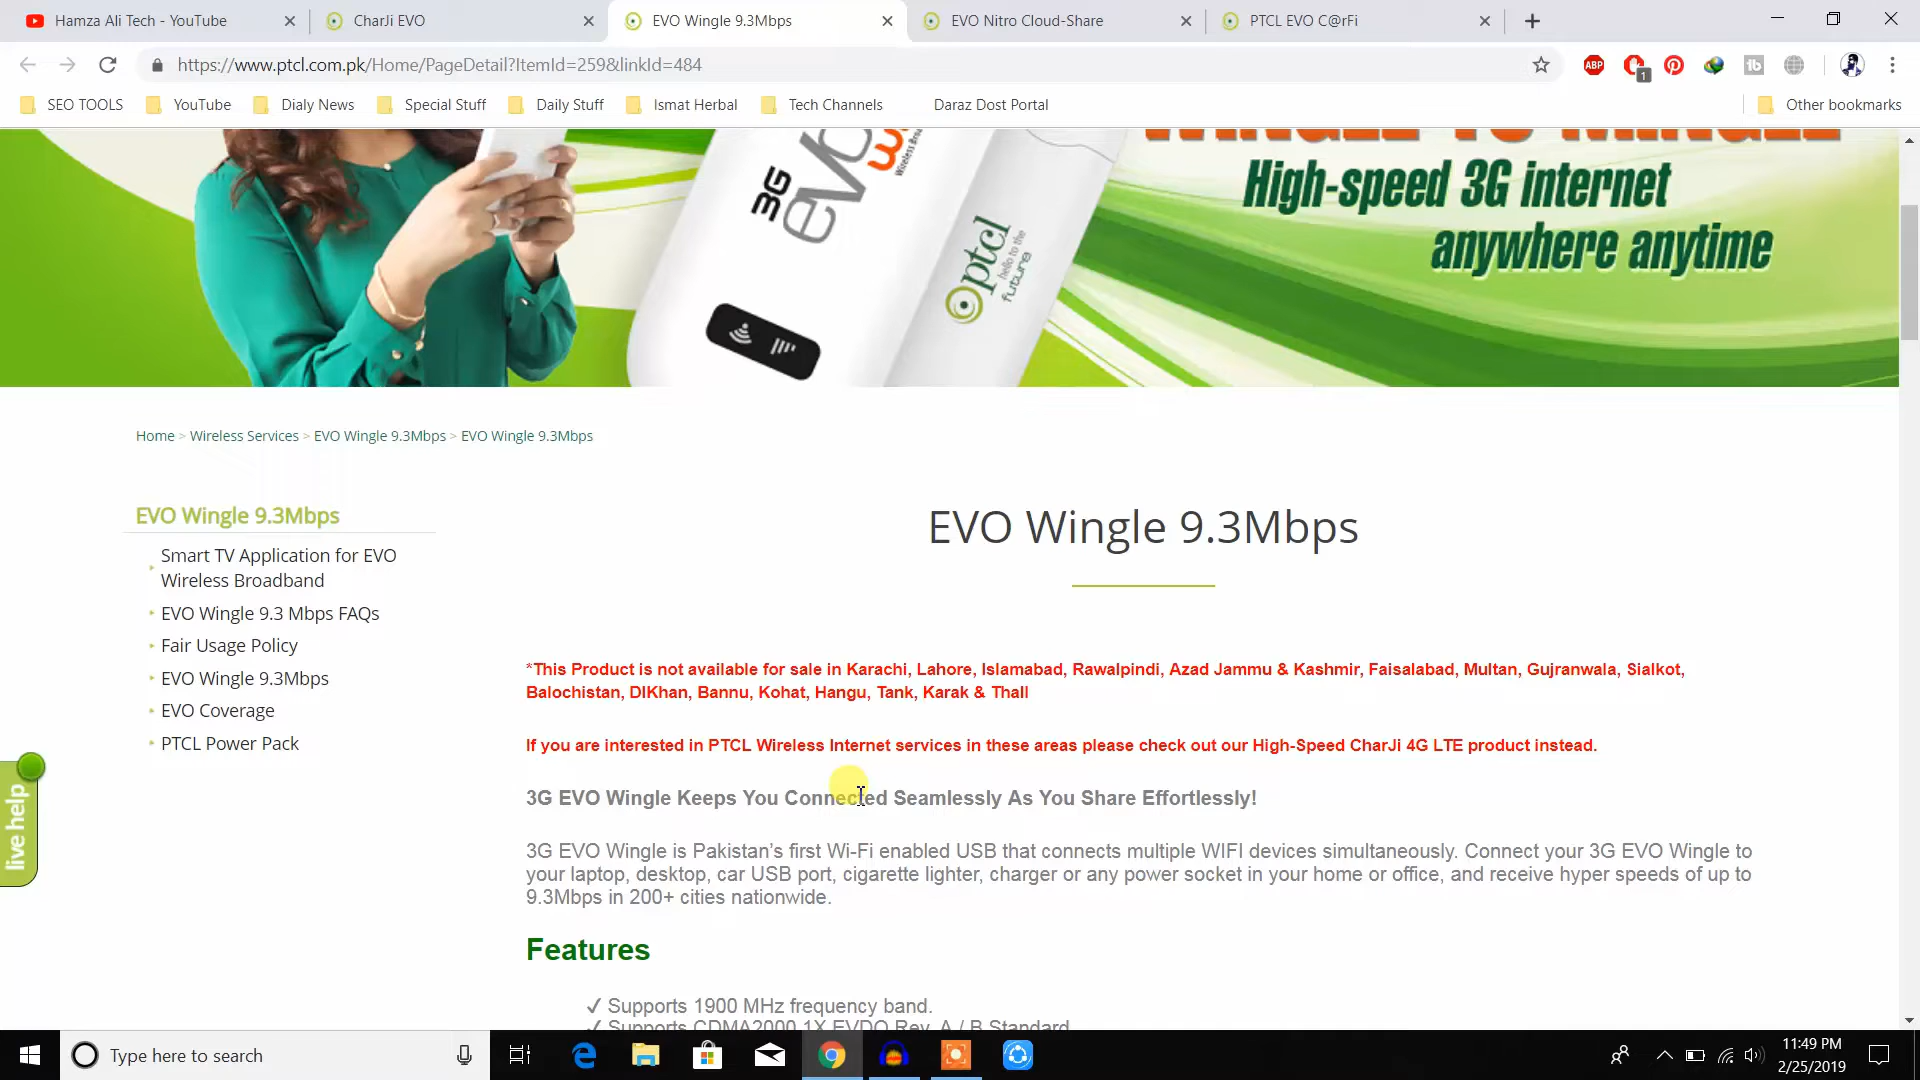 Hamza Ali Tech - YouTube
CharJi EVO
EVO Wingle 9.3Mbps
EVO Nitro Cloud-Share
PTCL EVO C@rFi
https://www.ptcl.com.pk/Home/PageDetail?ItemId=259&linkId=484
ABP
1
tb
SEO TOOLS
YouTube
Dialy News
Special Stuff
Daily Stuff
Ismat Herbal
Tech Channels
Daraz Dost Portal
Other bookmarks
WINGLE TO MINGLE
High-speed 3G internet
anywhere anytime
3G
evo
ptcl
hello to the
future
Home > Wireless Services > EVO Wingle 9.3Mbps > EVO Wingle 9.3Mbps
EVO Wingle 9.3Mbps
Smart TV Application for EVO
Wireless Broadband
EVO Wingle 9.3 Mbps FAQs
Fair Usage Policy
EVO Wingle 9.3Mbps
EVO Coverage
PTCL Power Pack
live help
EVO Wingle 9.3Mbps
*This Product is not available for sale in Karachi, Lahore, Islamabad, Rawalpindi, Azad Jammu & Kashmir, Faisalabad, Multan, Gujranwala, Sialkot,
Balochistan, DIKhan, Bannu, Kohat, Hangu, Tank, Karak & Thall
If you are interested in PTCL Wireless Internet services in these areas please check out our High-Speed CharJi 4G LTE product instead.
3G EVO Wingle Keeps You Connected Seamlessly As You Share Effortlessly!
3G EVO Wingle is Pakistan's first Wi-Fi enabled USB that connects multiple WIFI devices simultaneously. Connect your 3G EVO Wingle to
your laptop, desktop, car USB port, cigarette lighter, charger or any power socket in your home or office, and receive hyper speeds of up to
9.3Mbps in 200+ cities nationwide.
Features
✓ Supports 1900 MHz frequency band.
✓ Supports CDMA2000 1X EVDO Rev. A / B Standard
Type here to search
11:49 PM
2/25/2019